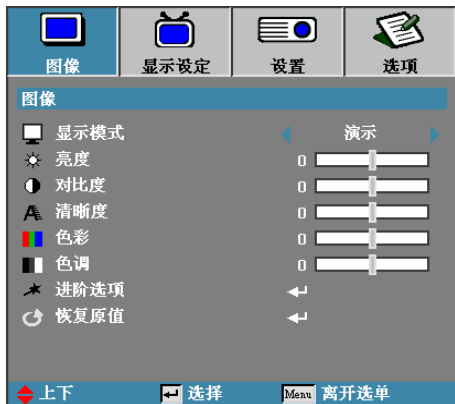 图像 显示设定 设置 选项
图像
显示模式 演示
亮度 0
对比度 0
清晰度 0
色彩 0
色调 0
进阶选项
恢复原值
上下 选择 Menu 离开选单